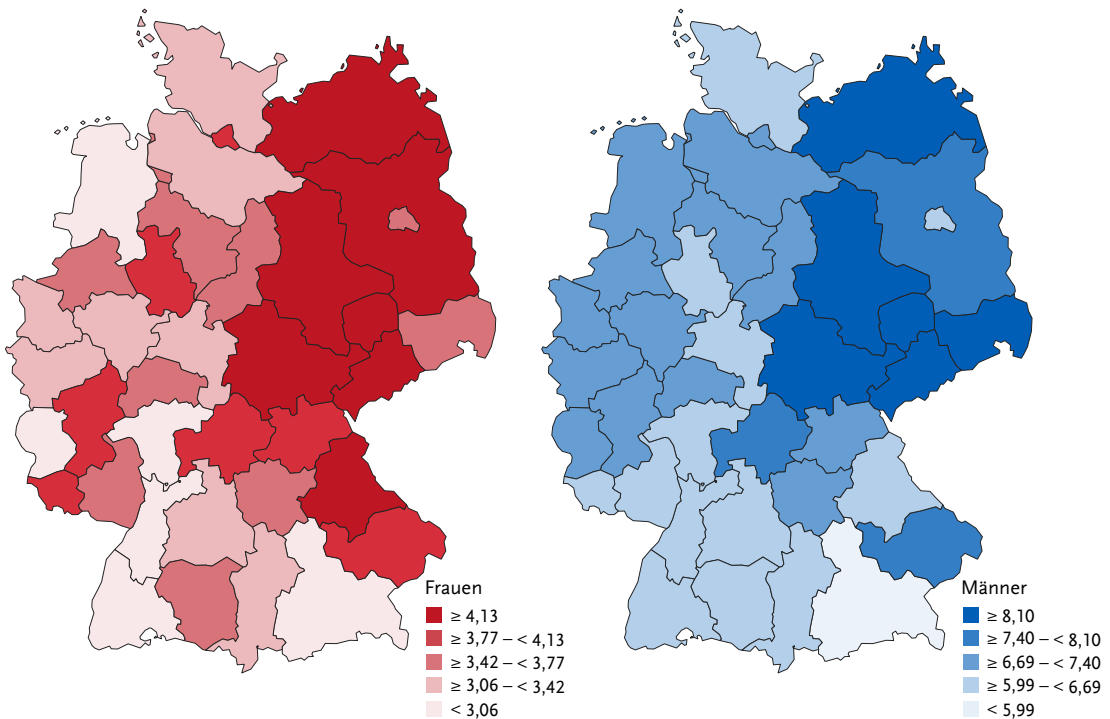 Frauen
≥ 4,13
≥ 3,77 – < 4,13
≥ 3,42 – < 3,77
≥ 3,06 – < 3,42
< 3,06
Männer
≥ 8,10
≥ 7,40 – < 8,10
≥ 6,69 – < 7,40
≥ 5,99 – < 6,69
< 5,99